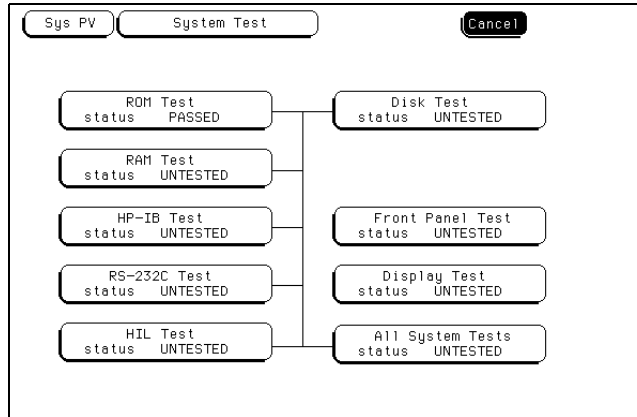 Sys PV System Test Cancel
ROM Test
status PASSED
Disk Test
status UNTESTED
RAM Test
status UNTESTED
HP-IB Test
status UNTESTED
Front Panel Test
status UNTESTED
RS-232C Test
status UNTESTED
Display Test
status UNTESTED
HIL Test
status UNTESTED
All System Tests
status UNTESTED